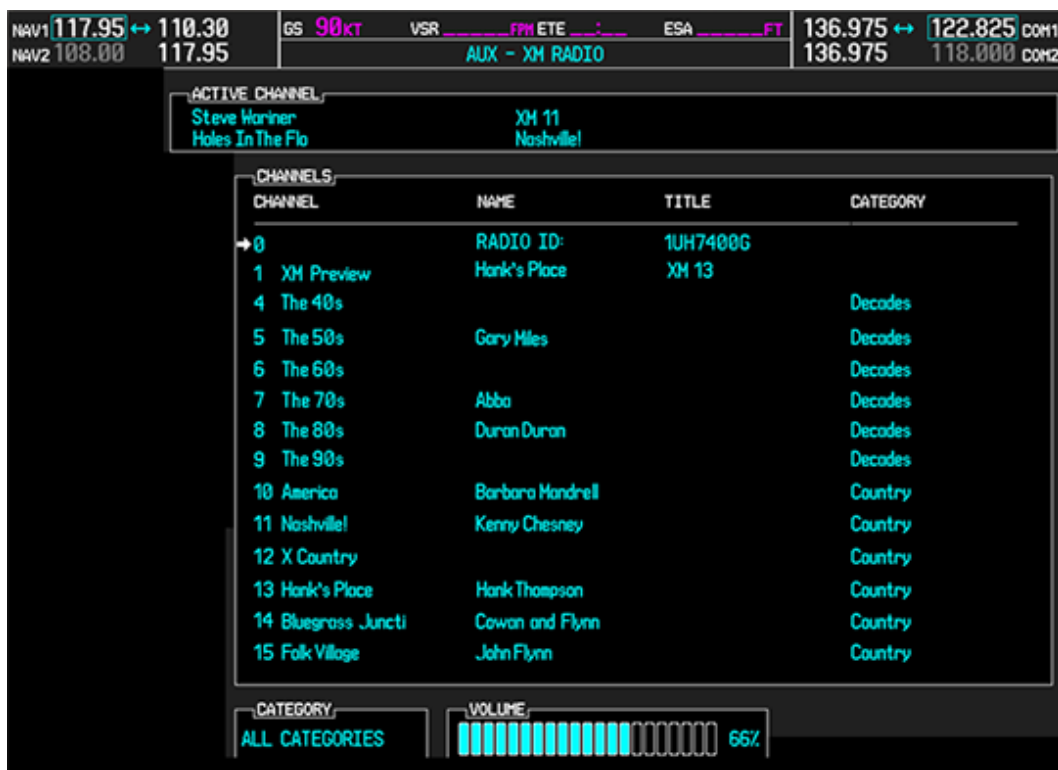 NAV1 117.95 ↔ 110.30 GS 90KT VSR _____FPM ETE __:__ ESA _____FT 136.975 ↔ 122.825 COM1
NAV2 108.00 117.95 AUX - XM RADIO 136.975 118.000 COM2
ACTIVE CHANNEL
Steve Wariner XM 11
Holes In The Flo Nashville!
CHANNELS
CHANNEL NAME TITLE CATEGORY
0 RADIO ID: 1UH7400G
1 XM Preview Hank's Place XM 13
4 The 40s Decades
5 The 50s Gary Miles Decades
6 The 60s Decades
7 The 70s Abba Decades
8 The 80s Duran Duran Decades
9 The 90s Decades
10 America Barbara Mandrell Country
11 Nashville! Kenny Chesney Country
12 X Country Country
13 Hank's Place Hank Thompson Country
14 Bluegrass Juncti Cowan and Flynn Country
15 Folk Village John Flynn Country
CATEGORY VOLUME
ALL CATEGORIES 66%